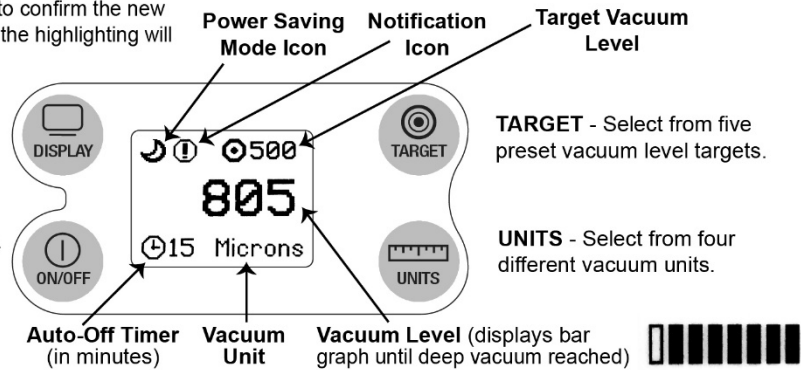 to confirm the new
the highlighting will
Power Saving
Mode Icon
Notification
Icon
Target Vacuum
Level
DISPLAY
500
TARGET
805
ON/OFF
15 Microns
UNITS
TARGET - Select from five
preset vacuum level targets.
UNITS - Select from four
different vacuum units.
Auto-Off Timer
(in minutes)
Vacuum
Unit
Vacuum Level (displays bar
graph until deep vacuum reached)